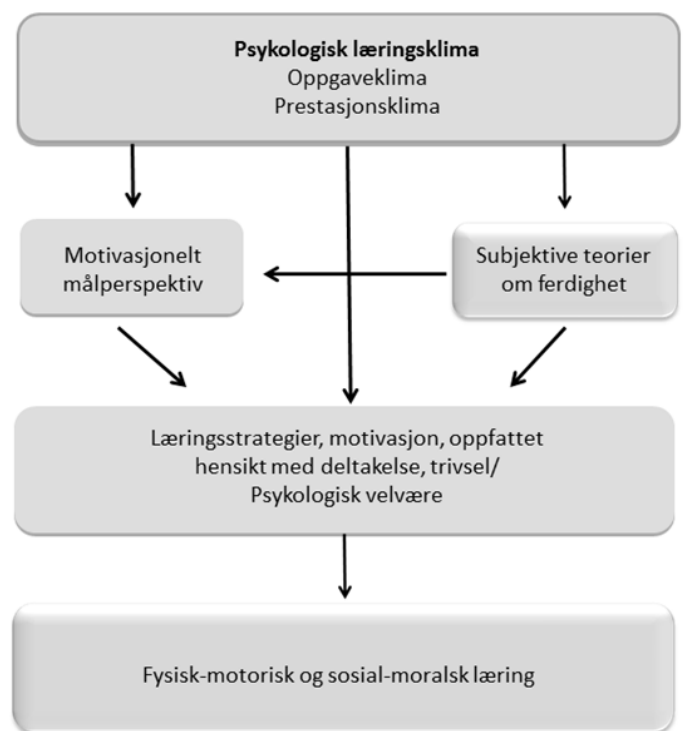 Psykologisk læringsklima
Oppgaveklima
Prestasjonsklima
Motivasjonelt
målperspektiv
Subjektive teorier
om ferdighet
Læringsstrategier, motivasjon, oppfattet
hensikt med deltakelse, trivsel/
Psykologisk velvære
Fysisk-motorisk og sosial-moralsk læring